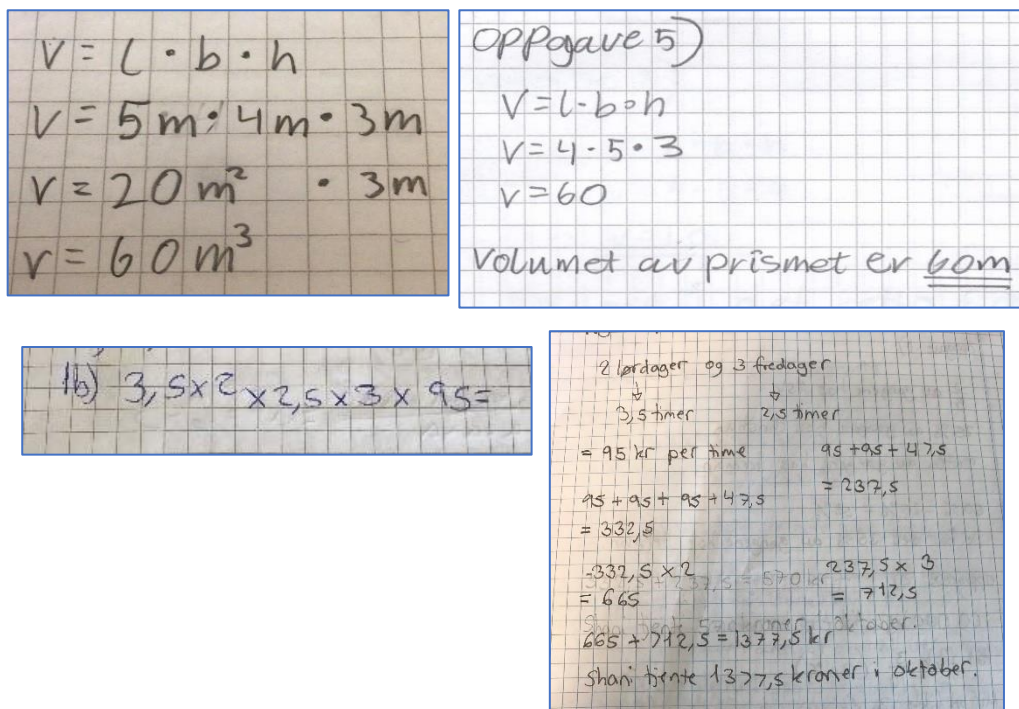 V = l · b · h
V = 5m · 4m · 3m
V = 20 m² · 3m
V = 60 m³
Oppgave 5)
V = l · b · h
V = 4 · 5 · 3
V = 60
Volumet av prismet er 60m
1b) 3,5 x 2 x 2,5 x 3 x 95 =
2 lørdager og 3 fredager
3,5 timer 2,5 timer
= 95 kr per time 95 + 95 + 47,5
= 237,5
95 + 95 + 95 + 47,5
= 332,5
332,5 x 2 237,5 x 3
= 665 = 712,5
665 + 712,5 = 1377,5 kr
Shani tjente 1377,5 kroner i oktober.